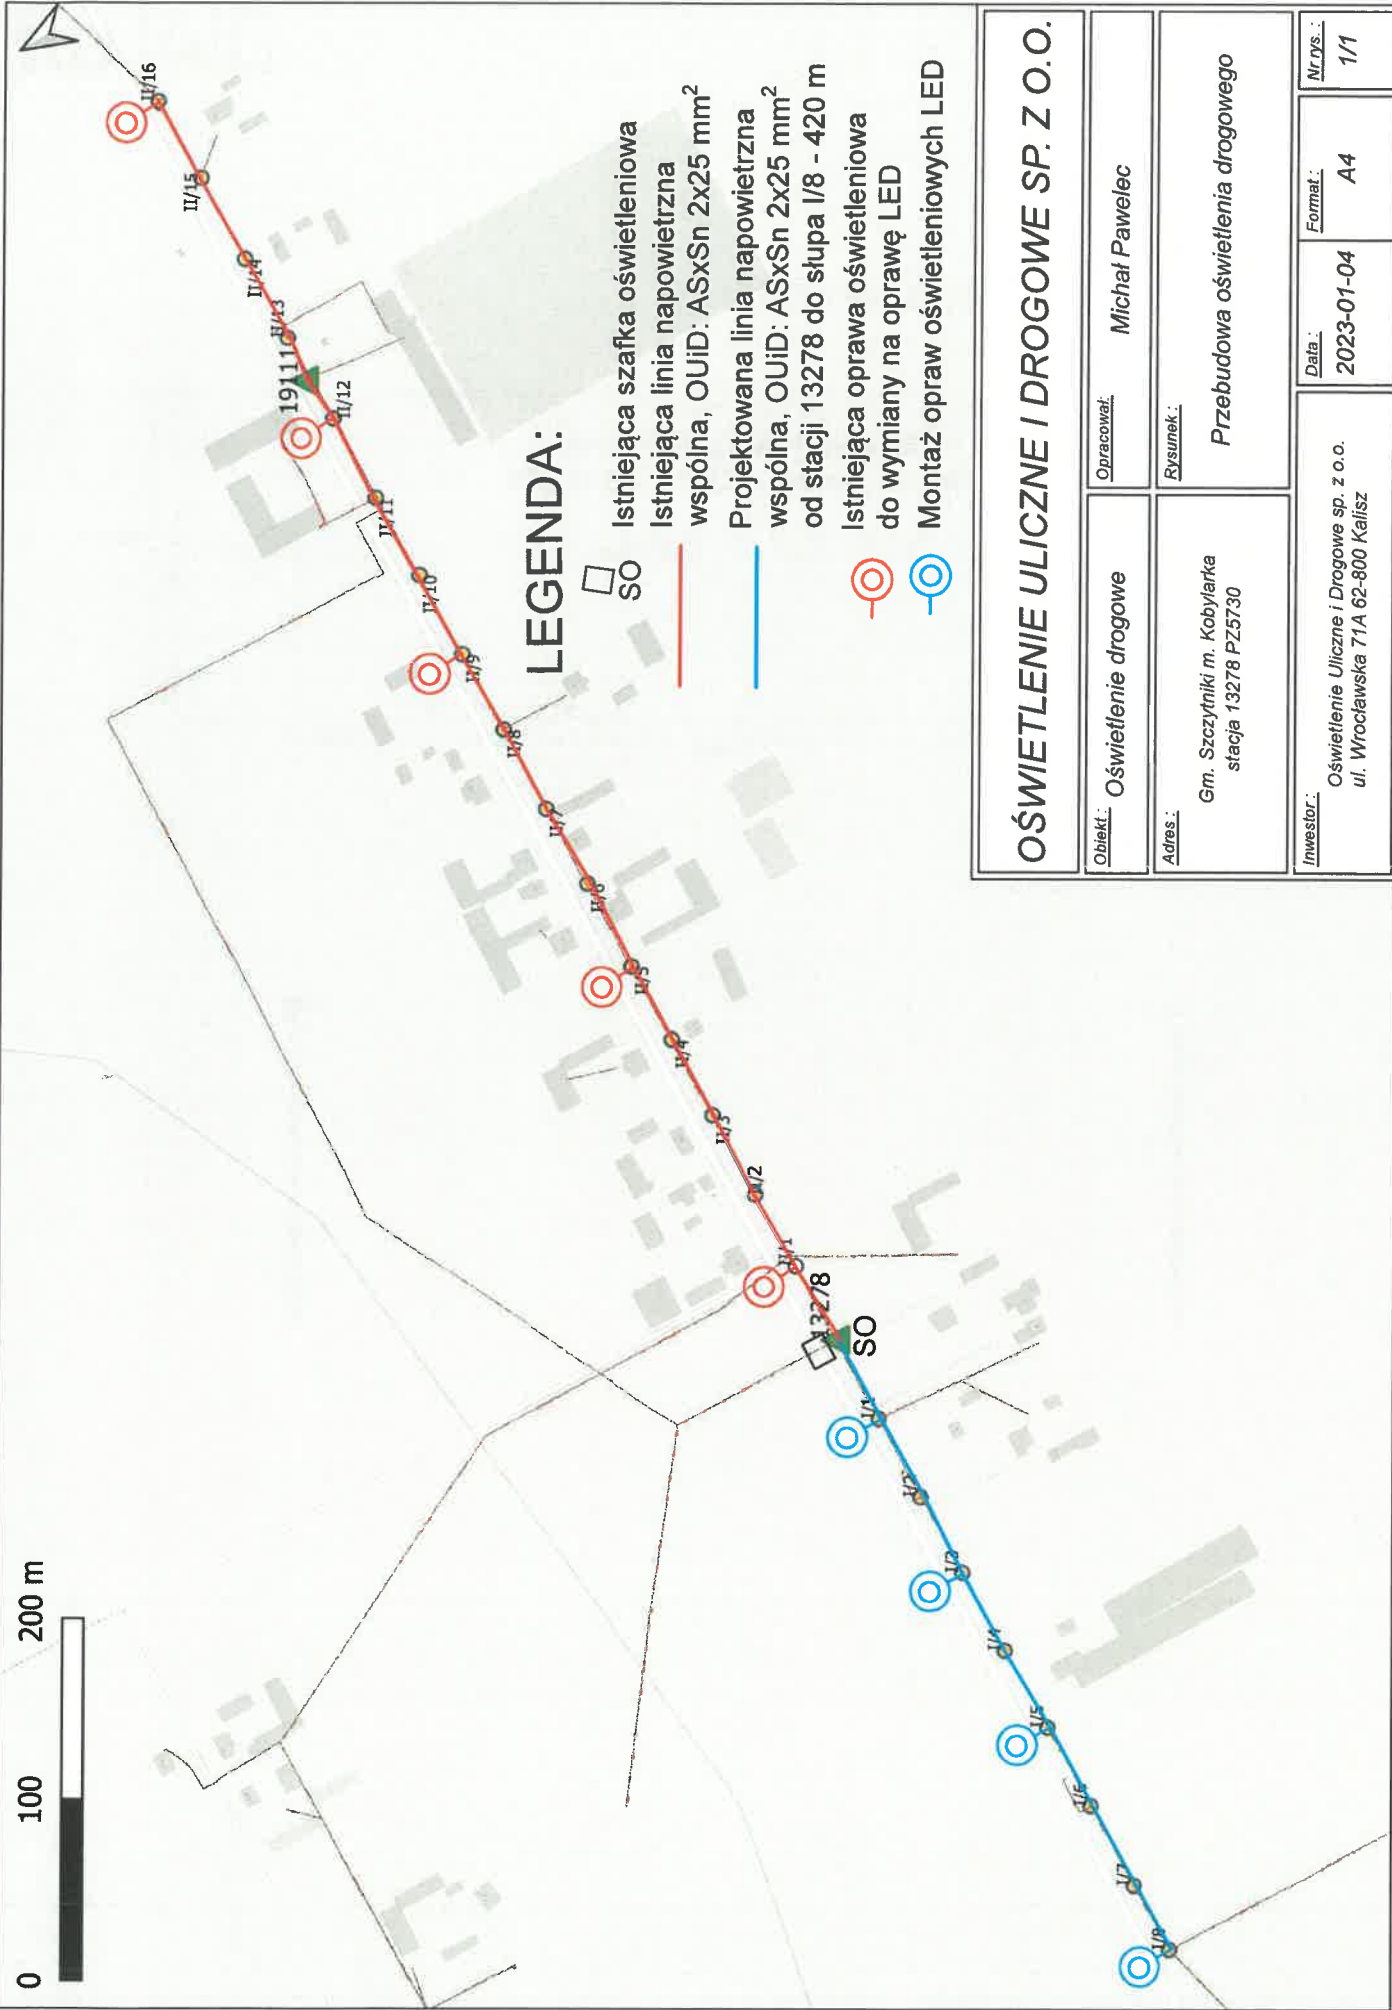 0 100 200 m
II/16
II/15
II/14
II/13
19111
II/12
II/11
II/10
II/9
II/8
II/7
II/6
II/5
II/4
II/3
II/2
II/1
13278
SO
I/1
I/2
I/3
I/4
I/5
I/6
I/7
I/8
LEGENDA:
SO
Istniejąca szafka oświetleniowa
Istniejąca linia napowietrzna
wspólna, OUiD: ASxSn 2x25 mm²
Projektowana linia napowietrzna
wspólna, OUiD: ASxSn 2x25 mm²
od stacji 13278 do słupa I/8 - 420 m
Istniejąca oprawa oświetleniowa
do wymiany na oprawę LED
Montaż opraw oświetleniowych LED
OŚWIETLENIE ULICZNE I DROGOWE SP. Z O.O.
Obiekt: Oświetlenie drogowe
Opracował: Michał Pawelec
Adres:
Gm. Szczytniki m. Kobylarka
stacja 13278 PZ5730
Rysunek:
Przebudowa oświetlenia drogowego
Inwestor:
Oświetlenie Uliczne i Drogowe sp. z o.o.
ul. Wrocławska 71A 62-800 Kalisz
Data:
2023-01-04
Format:
A4
Nr rys.:
1/1